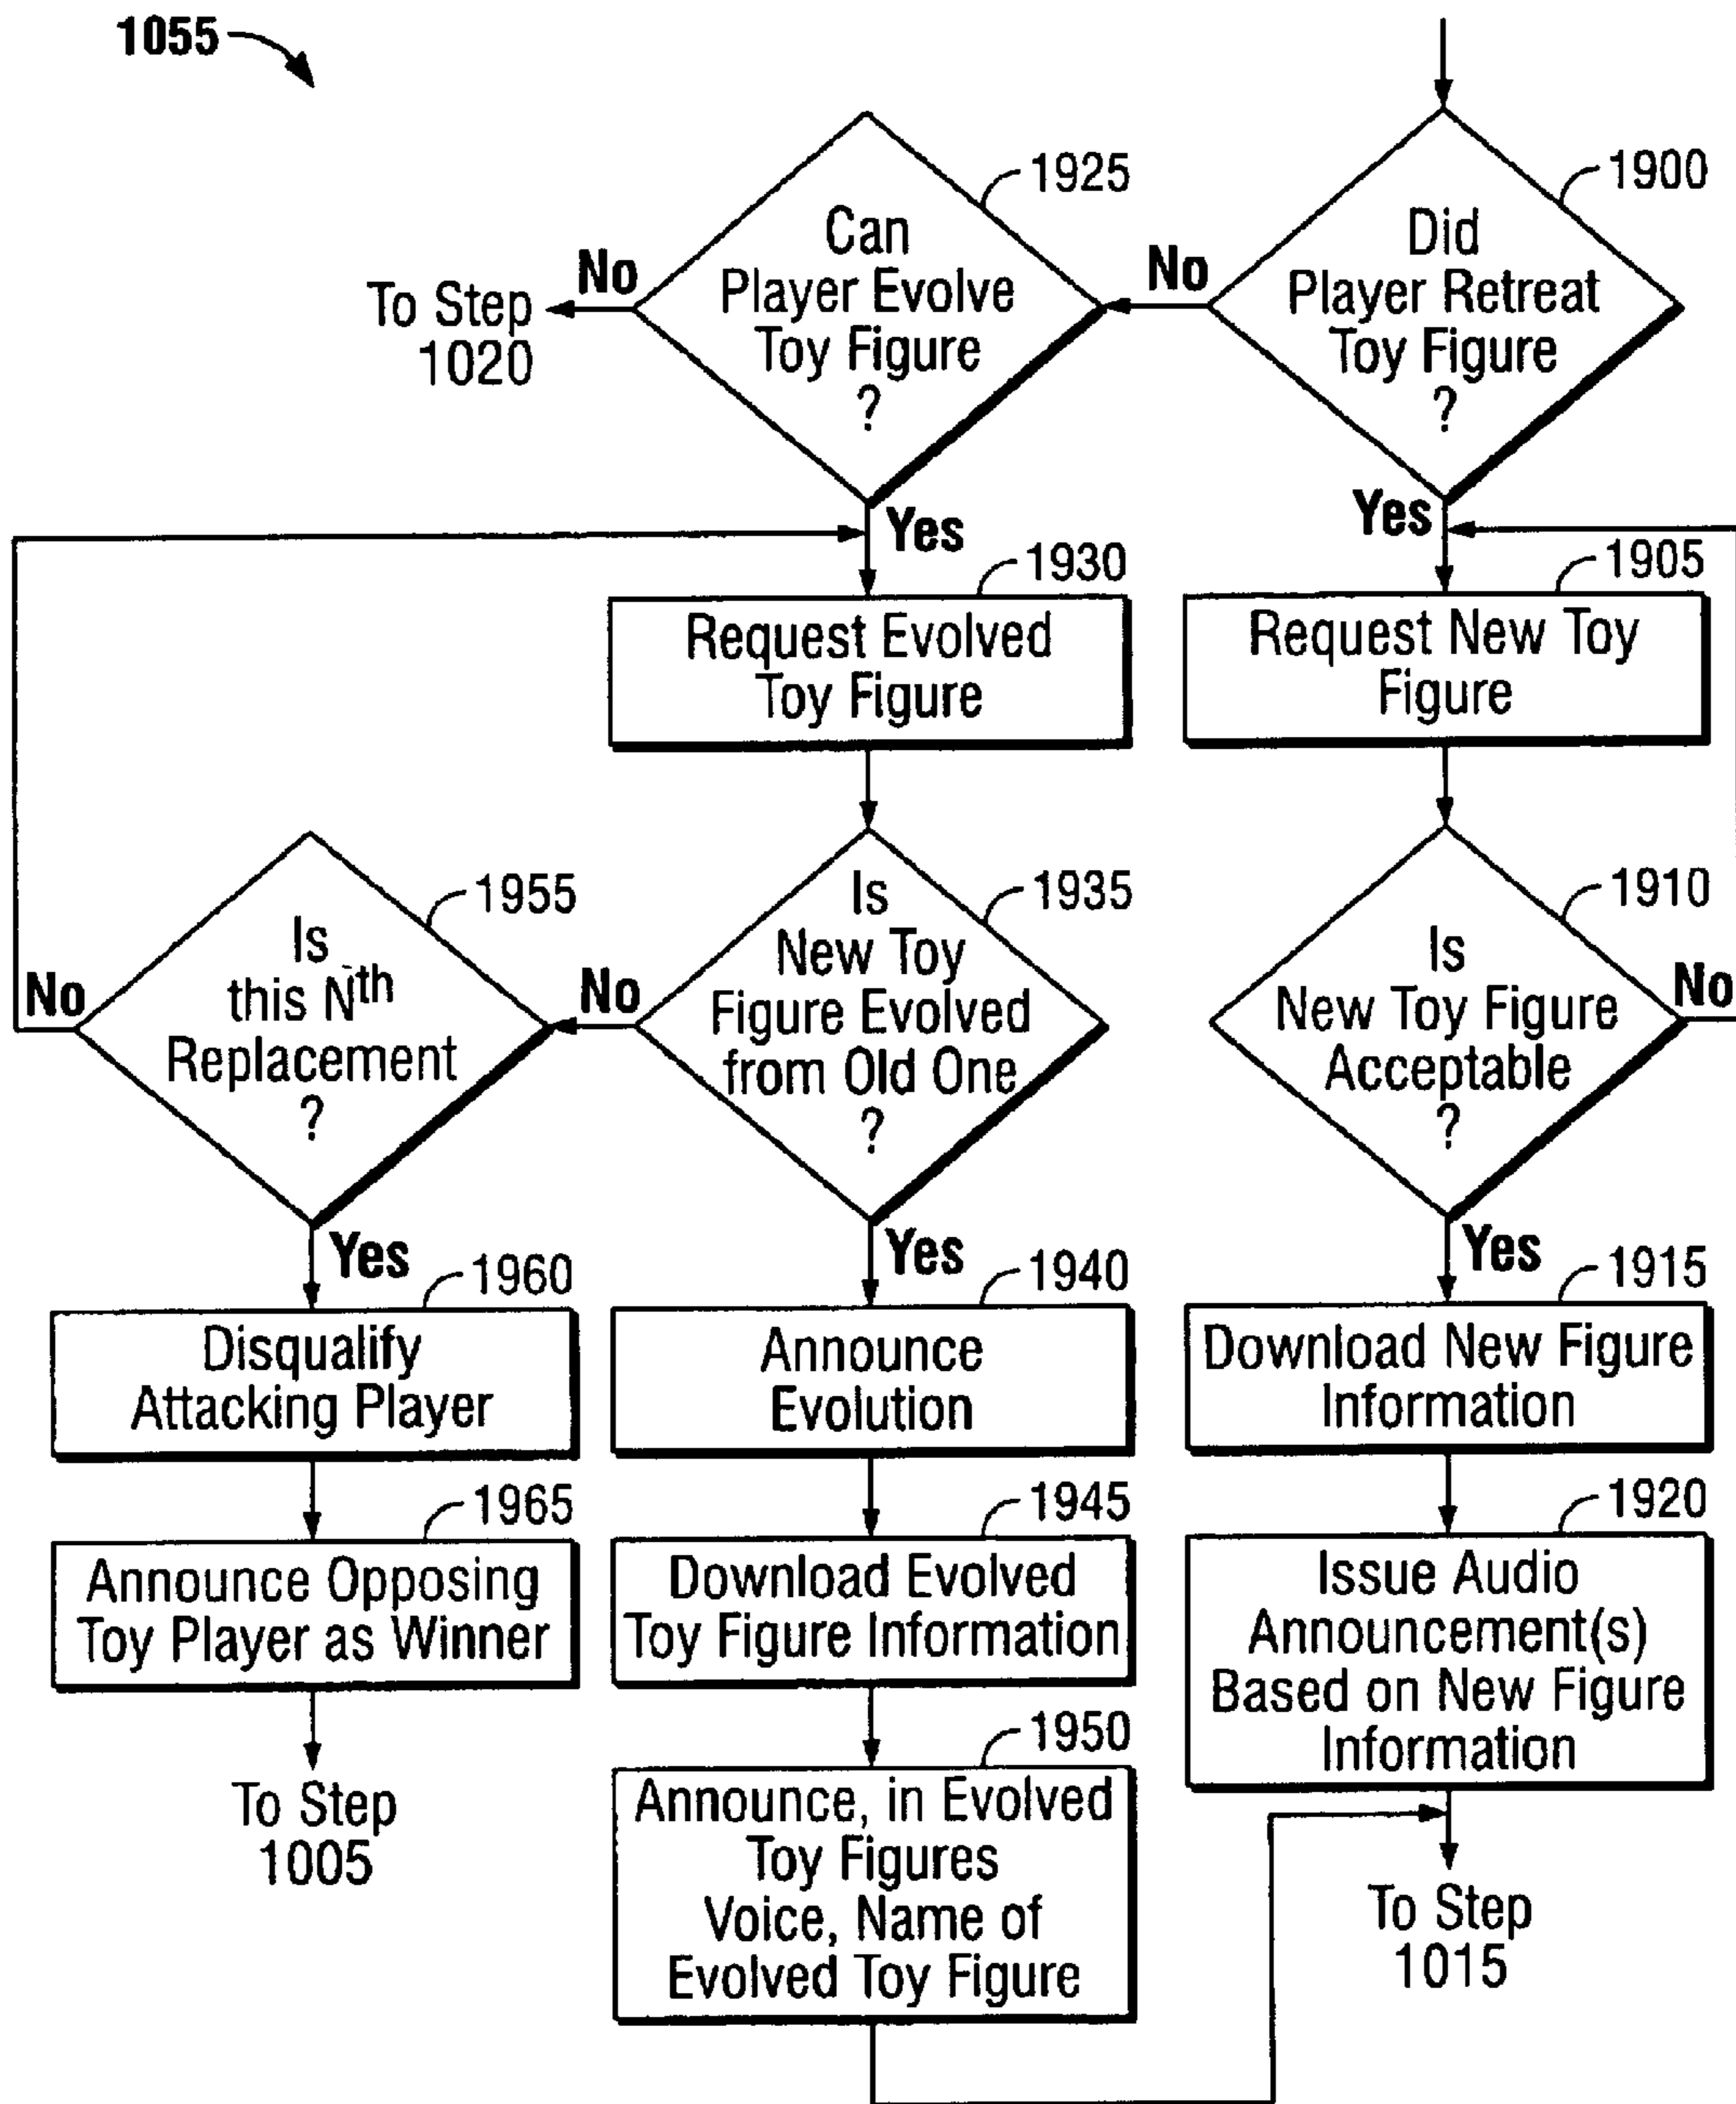 1055
1925
Can
Player Evolve
Toy Figure
?
No
To Step
1020
1900
Did
Player Retreat
Toy Figure
?
No
Yes
Yes
1930
Request Evolved
Toy Figure
1905
Request New Toy
Figure
1955
Is
this Nth
Replacement
?
No
1935
Is
New Toy
Figure Evolved
from Old One
?
No
1910
Is
New Toy Figure
Acceptable
?
No
Yes
Yes
Yes
1960
Disqualify
Attacking Player
1940
Announce
Evolution
1915
Download New Figure
Information
1965
Announce Opposing
Toy Player as Winner
1945
Download Evolved
Toy Figure Information
1920
Issue Audio
Announcement(s)
Based on New Figure
Information
To Step
1005
1950
Announce, in Evolved
Toy Figures
Voice, Name of
Evolved Toy Figure
To Step
1015